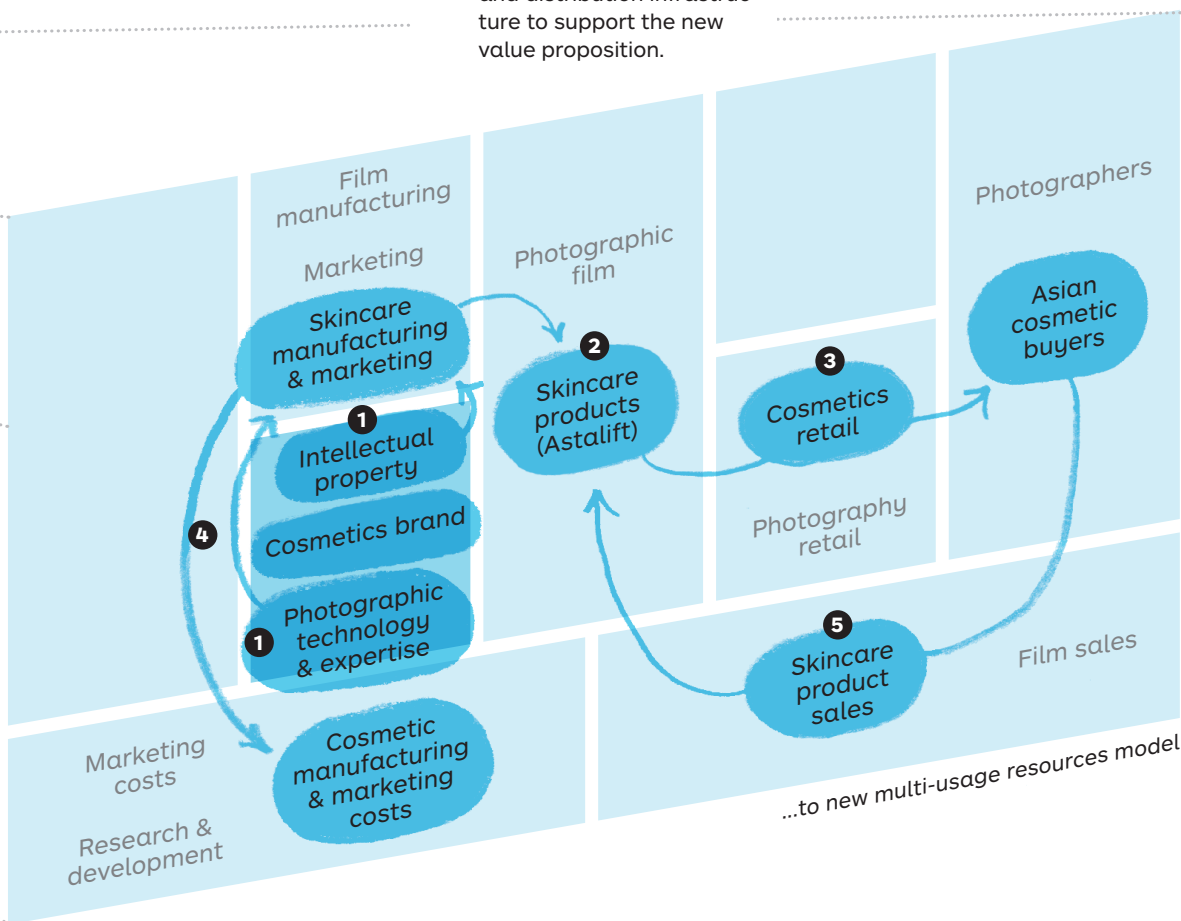 ture to support the new
value proposition.
Film
manufacturing
Marketing
Skincare
manufacturing
& marketing
1
Intellectual
property
Cosmetics brand
1
Photographic
technology
& expertise
4
Photographic
film
2
Skincare
products
(Astalift)
3
Cosmetics
retail
Photography
retail
Photographers
Asian
cosmetic
buyers
Marketing
costs
Research &
development
Cosmetic
manufacturing
& marketing
costs
5
Skincare
product
sales
Film sales
...to new multi-usage resources model